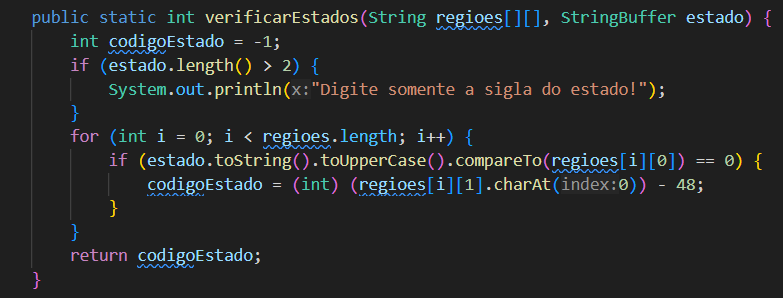 public static int verificarEstados(String regioes[][], StringBuffer estado) {
    int codigoEstado = -1;
    if (estado.length() > 2) {
        System.out.println(x:"Digite somente a sigla do estado!");
    }
    for (int i = 0; i < regioes.length; i++) {
        if (estado.toString().toUpperCase().compareTo(regioes[i][0]) == 0) {
            codigoEstado = (int) (regioes[i][1].charAt(index:0)) - 48;
        }
    }
    return codigoEstado;
}